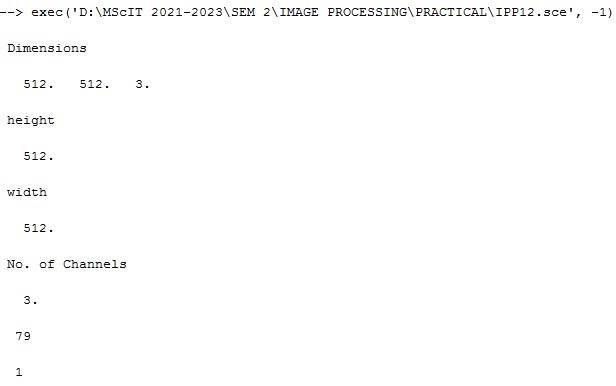 --> exec('D:\MScIT 2021-2023\SEM 2\IMAGE PROCESSING\PRACTICAL\IPP12.sce', -1)
Dimensions
512. 512. 3.
height
512.
width
512.
No. of Channels
3.
79
1